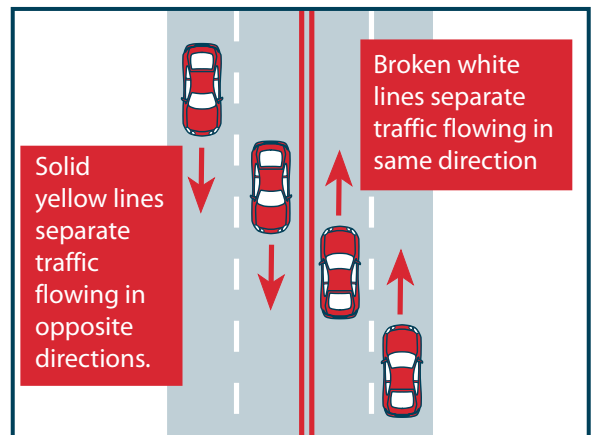 Solid
yellow lines
separate
traffic
flowing in
opposite
directions.
Broken white
lines separate
traffic flowing in
same direction